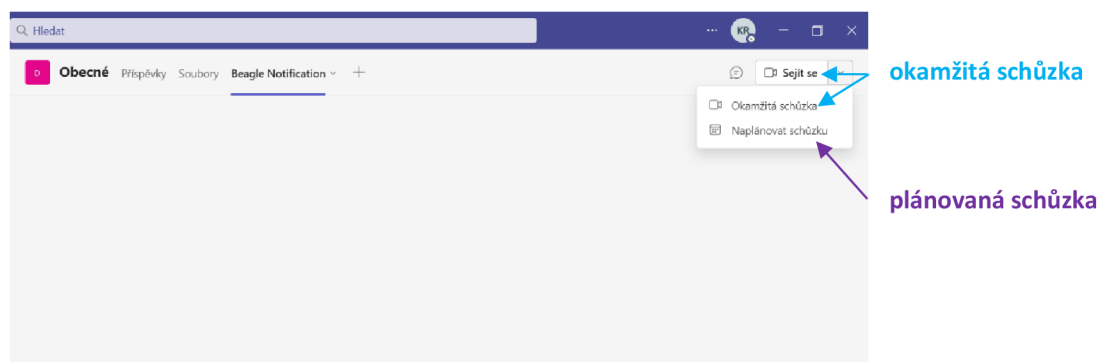 Hledat
KR
D Obecné Příspěvky Soubory Beagle Notification
Sejít se
okamžitá schůzka
Okamžitá schůzka
Naplánovat schůzku
plánovaná schůzka